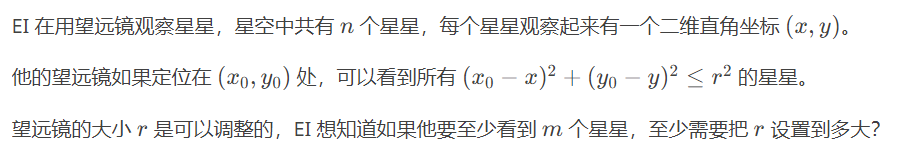 EI 在用望远镜观察星星，星空中共有 n 个星星，每个星星观察起来有一个二维直角坐标 (x, y)。
他的望远镜如果定位在 (x₀, y₀) 处，可以看到所有 (x₀ − x)² + (y₀ − y)² ≤ r² 的星星。
望远镜的大小 r 是可以调整的，EI 想知道如果他要至少看到 m 个星星，至少需要把 r 设置到多大？